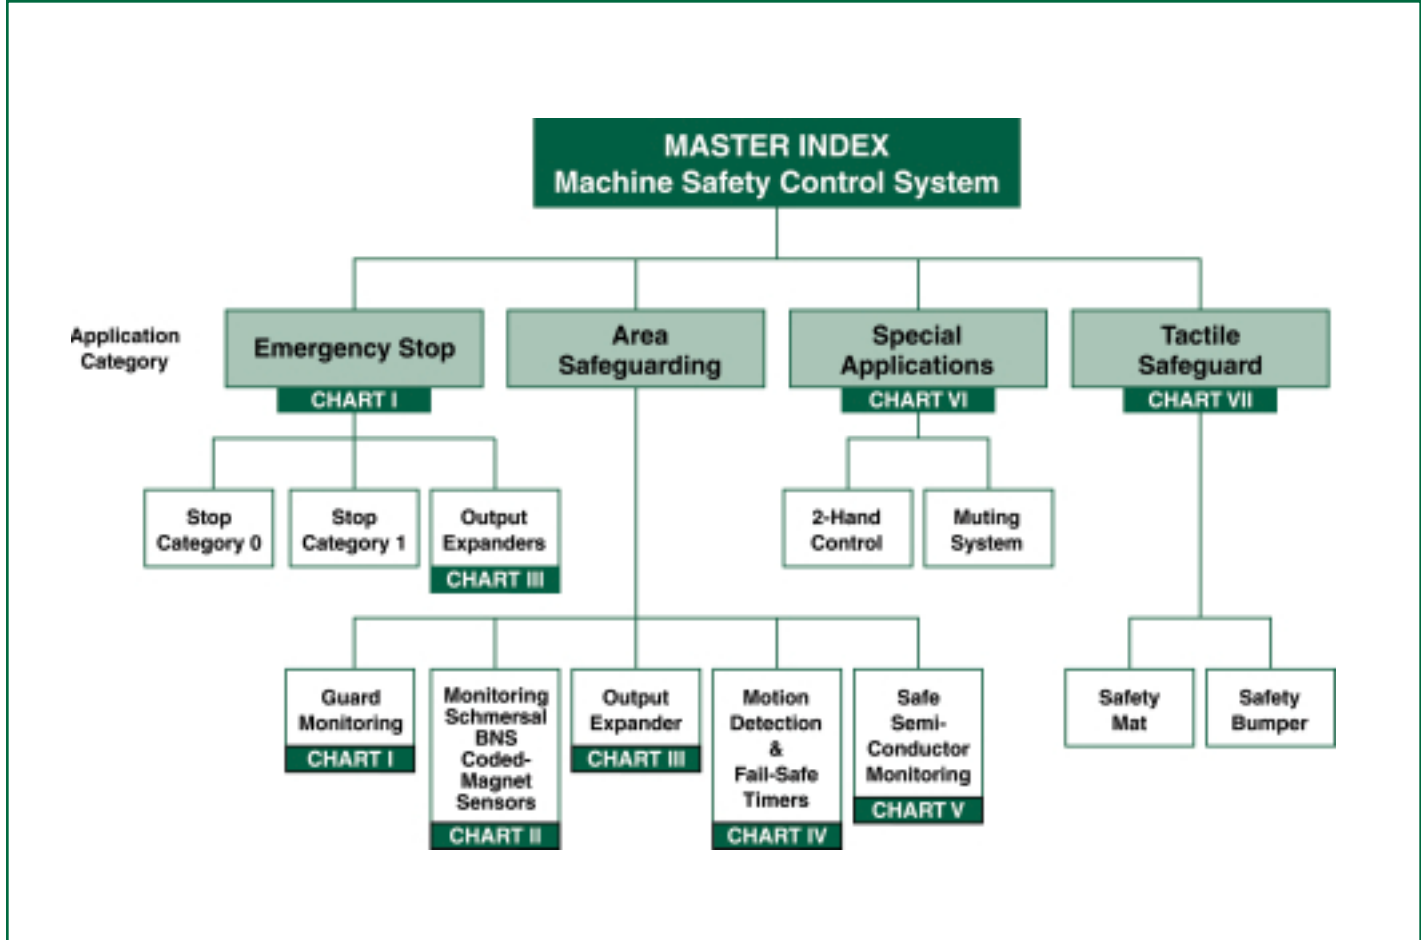 MASTER INDEX
Machine Safety Control System
Application
Category
Emergency Stop
CHART I
Area
Safeguarding
Special
Applications
CHART VI
Tactile
Safeguard
CHART VII
Stop
Category 0
Stop
Category 1
Output
Expanders
CHART III
2-Hand
Control
Muting
System
Guard
Monitoring
CHART I
Monitoring
Schmersal
BNS
Coded-
Magnet
Sensors
CHART II
Output
Expander
CHART III
Motion
Detection
&
Fail-Safe
Timers
CHART IV
Safe
Semi-
Conductor
Monitoring
CHART V
Safety
Mat
Safety
Bumper